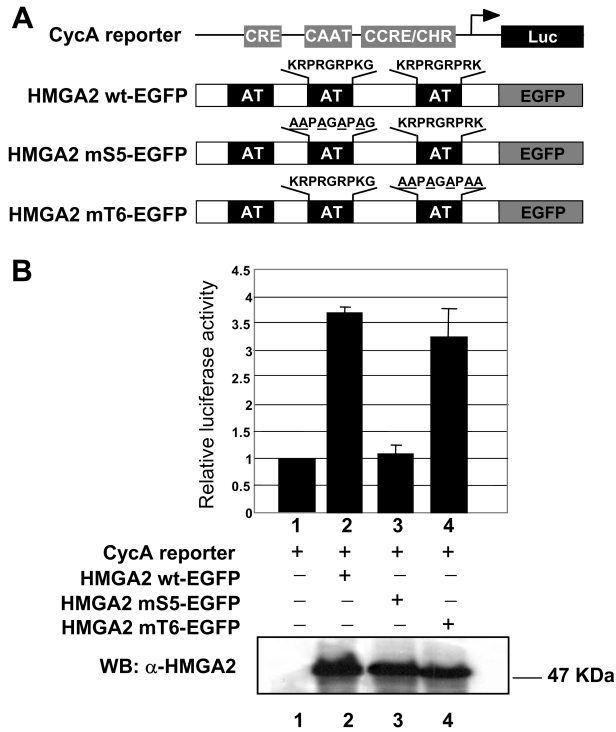 A
CycA reporter CRE CAAT CCRE/CHR Luc
KRPRGRPKG KRPRGRPRK
HMGA2 wt-EGFP AT AT AT EGFP
AAPAGAPAG KRPRGRPRK
HMGA2 mS5-EGFP AT AT AT EGFP
KRPRGRPKG AAPAGAPAA
HMGA2 mT6-EGFP AT AT AT EGFP
B
Relative luciferase activity
4.5
4
3.5
3
2.5
2
1.5
1
0.5
0
1 2 3 4
CycA reporter + + + +
HMGA2 wt-EGFP – + – –
HMGA2 mS5-EGFP – – + –
HMGA2 mT6-EGFP – – – +
WB: α-HMGA2 47 KDa
1 2 3 4